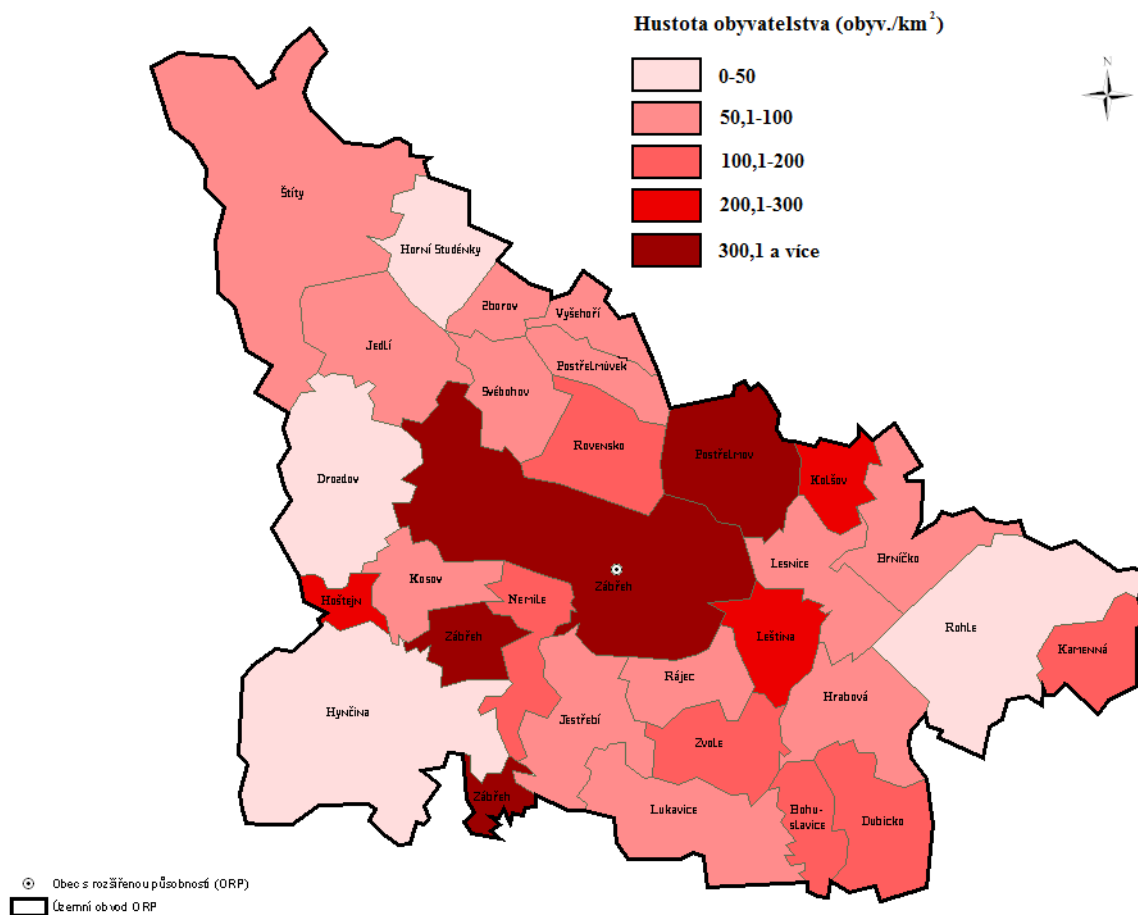 Hustota obyvatelstva (obyv./km²)
N
0-50
50,1-100
100,1-200
200,1-300
300,1 a více
Štíty
Horní Studénky
Zborov
Vyšehoří
Jedlí
Postřelmůvek
Svébohov
Rovensko
Postřelmov
Kolšov
Drozdov
Lesnice
Brníčko
Kosov
Zábřeh
Hoštejn
Nemile
Zábřeh
Leština
Rohle
Kamenná
Rájec
Hrabová
Hynčina
Jestřebí
Zvole
Zábřeh
Lukavice
Bohu-
slavice
Dubicko
Obec s rozšířenou působností (ORP)
Územní obvod ORP